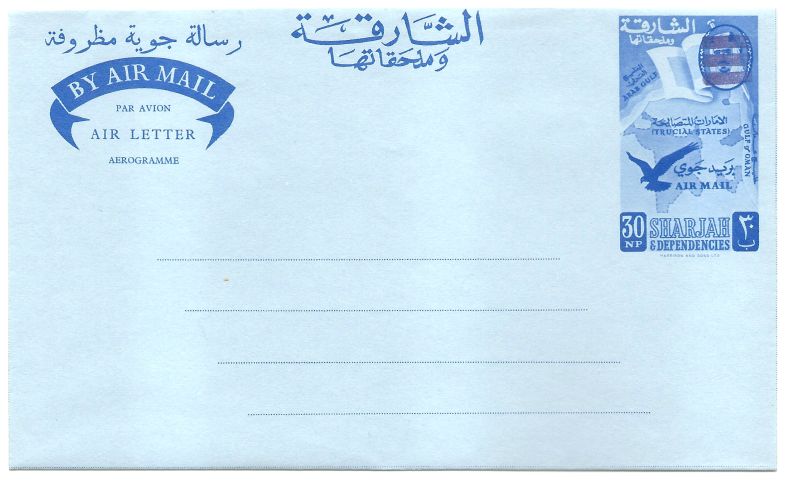 رسالة جوية مظروفة
BY AIR MAIL
PAR AVION
AIR LETTER
AEROGRAMME
الشارقة
وملحقاتها
الشارقة
وملحقاتها
ARAB GULF
الامارات المتصالحة
(TRUCIAL STATES)
GULF of OMAN
بريد جوي
AIR MAIL
30 NP
SHARJAH
& DEPENDENCIES
٣٠ ن ب
HARRISON AND SONS LTD